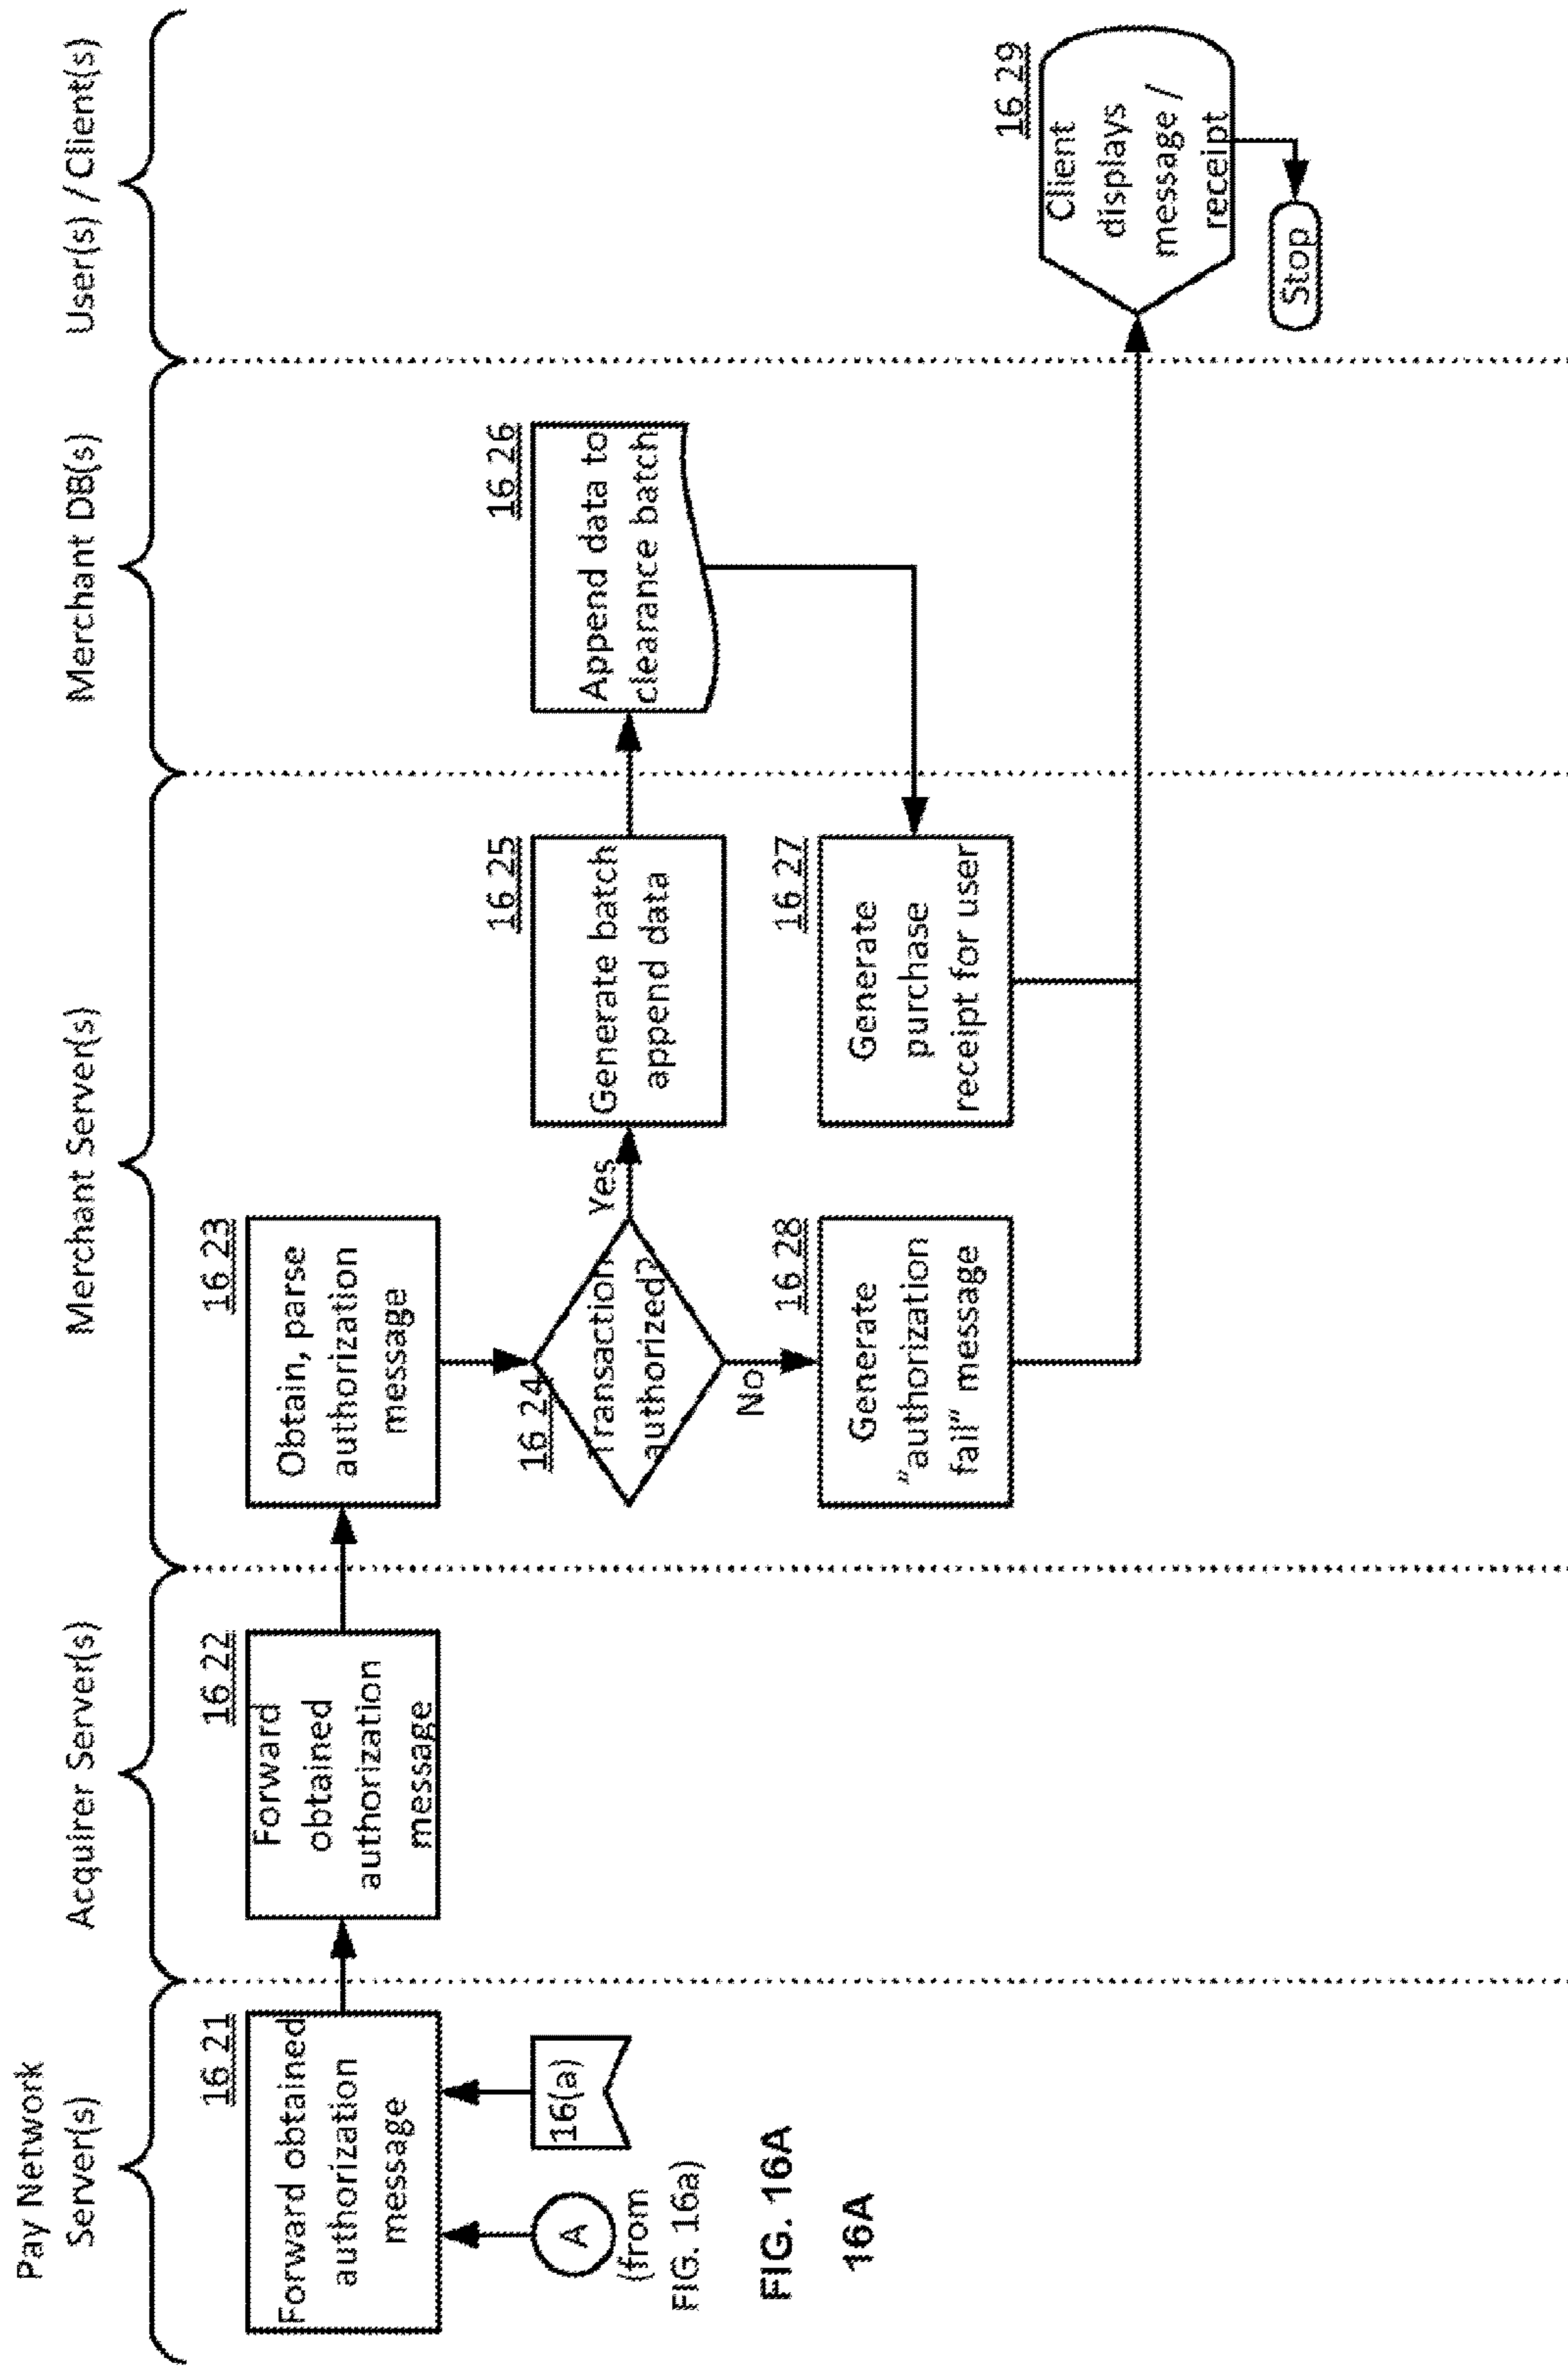 Pay Network
Server(s)
Acquirer Server(s)
Merchant Server(s)
Merchant DB(s)
User(s) / Client(s)
16 21
Forward obtained
authorization
message
A
(from
FIG. 16a)
16(a)
16 22
Forward
obtained
authorization
message
16 23
Obtain, parse
authorization
message
16 24
Transaction
authorized?
Yes
No
16 25
Generate batch
append data
16 26
Append data to
clearance batch
16 27
Generate
purchase
receipt for user
16 28
Generate
"authorization
fail" message
16 29
Client
displays
message /
receipt
Stop
FIG. 16A
16A